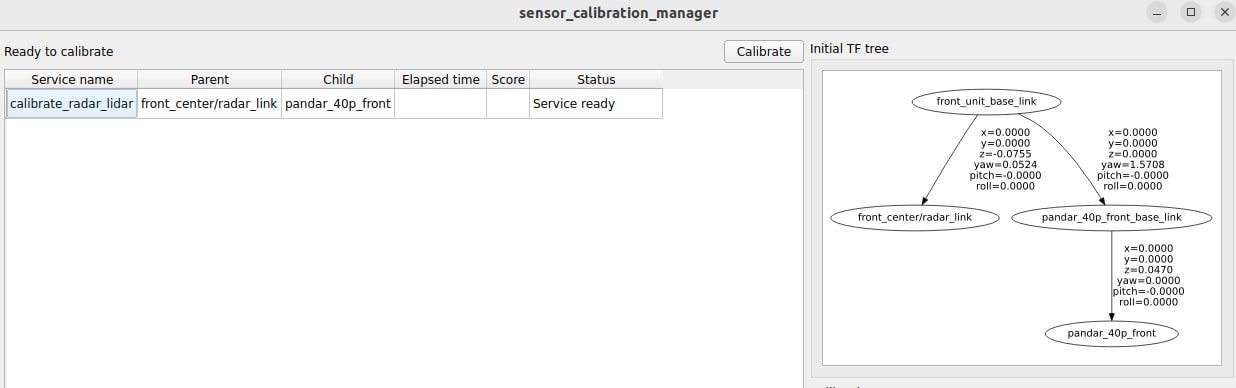 sensor_calibration_manager
Ready to calibrate
Calibrate
Service name Parent Child Elapsed time Score Status
calibrate_radar_lidar front_center/radar_link pandar_40p_front Service ready
Initial TF tree
front_unit_base_link
x=0.0000
y=0.0000
z=-0.0755
yaw=0.0524
pitch=-0.0000
roll=0.0000
x=0.0000
y=0.0000
z=0.0000
yaw=1.5708
pitch=-0.0000
roll=0.0000
front_center/radar_link
pandar_40p_front_base_link
x=0.0000
y=0.0000
z=0.0470
yaw=0.0000
pitch=-0.0000
roll=0.0000
pandar_40p_front